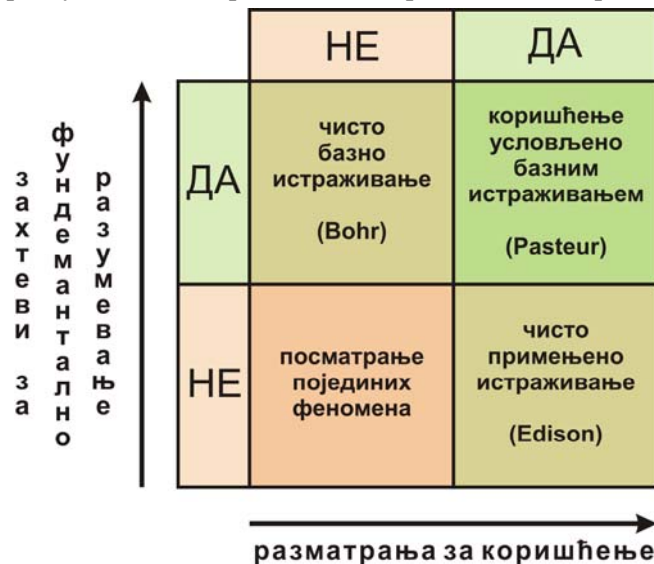 НЕ
ДА
захтеви за
фундемантално
разумевање
ДА
чисто
базно
истраживање
(Bohr)
коришћење
условљено
базним
истраживањем
(Pasteur)
НЕ
посматрање
појединих
феномена
чисто
примењено
истраживање
(Edison)
разматрања за коришћење